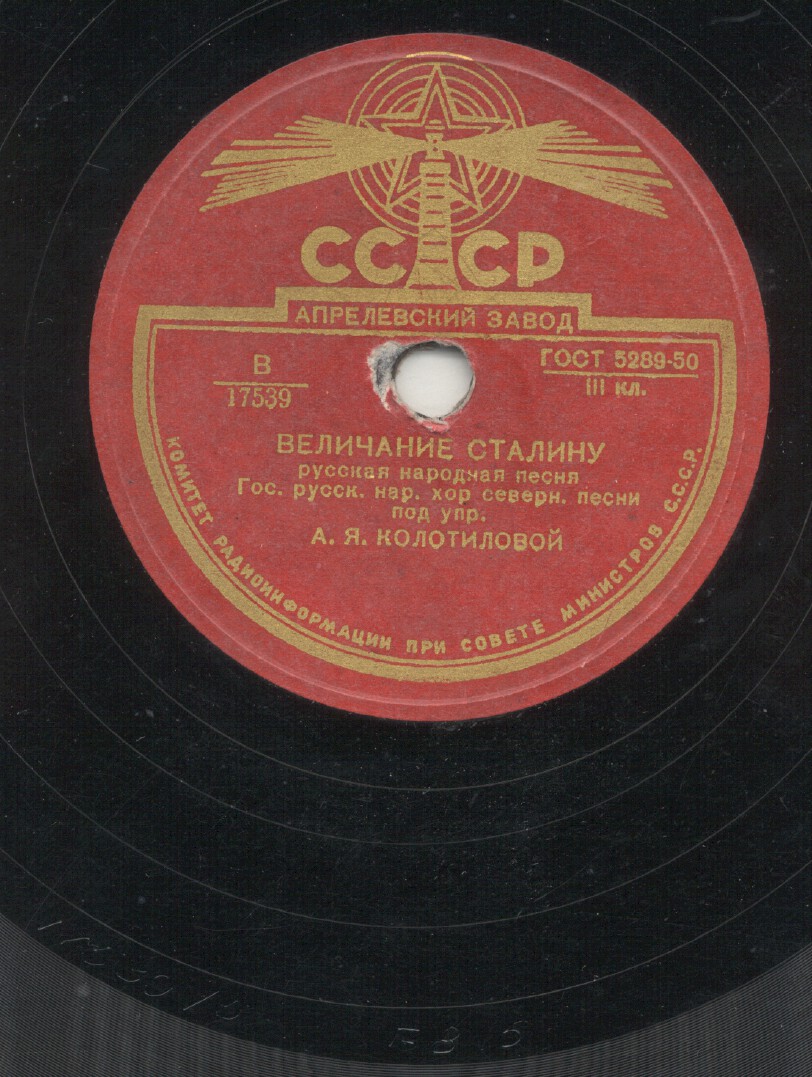 СССР
АПРЕЛЕВСКИЙ ЗАВОД
В
17539
ГОСТ 5289-50
III кл.
ВЕЛИЧАНИЕ СТАЛИНУ
русская народная песня
Гос. русск. нар. хор северн. песни
под упр.
А. Я. КОЛОТИЛОВОЙ
КОМИТЕТ РАДИОИНФОРМАЦИИ ПРИ СОВЕТЕ МИНИСТРОВ С.С.С.Р.